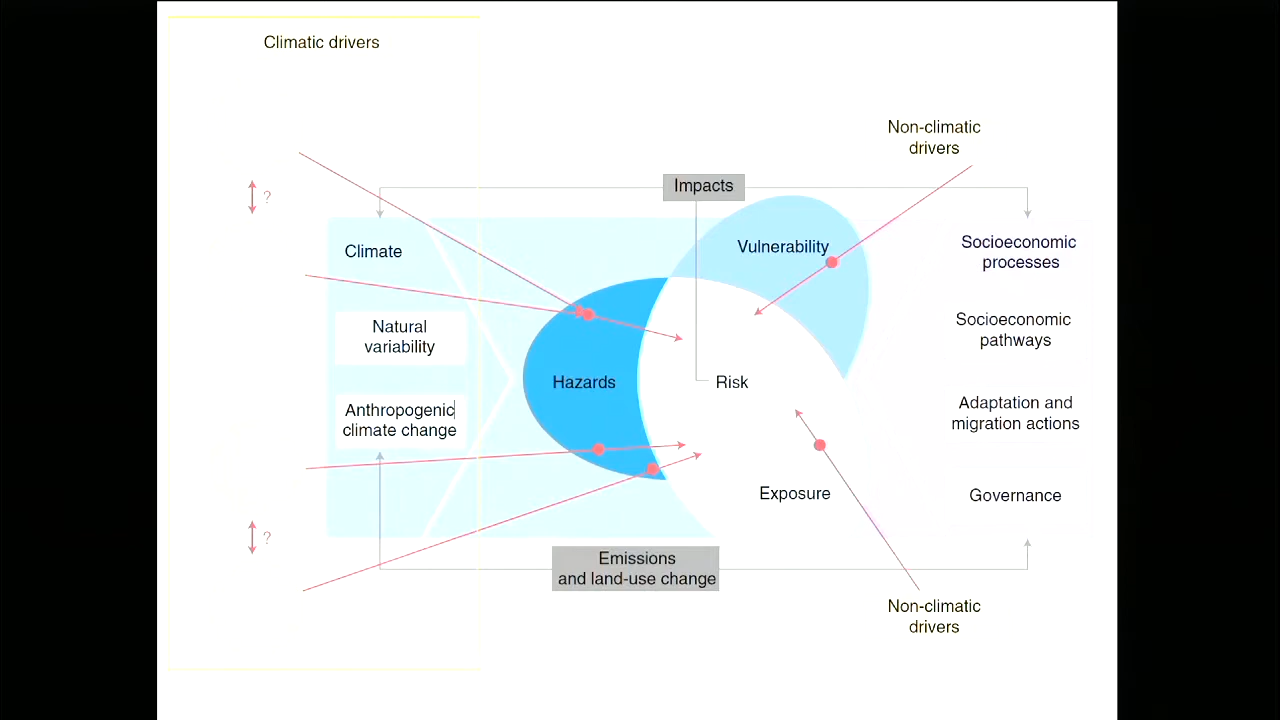 Climatic drivers
Non-climatic
drivers
Impacts
?
Climate
Vulnerability
Socioeconomic
processes
Natural
variability
Socioeconomic
pathways
Hazards
Risk
Anthropogenic
climate change
Adaptation and
migration actions
Exposure
Governance
?
Emissions
and land-use change
Non-climatic
drivers